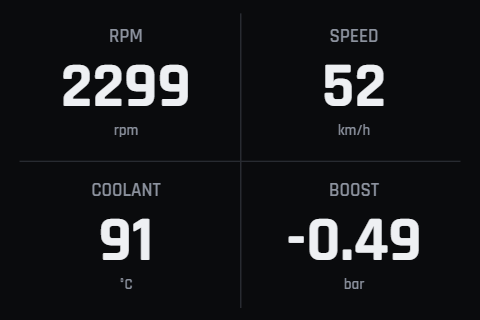 RPM
2299
rpm
SPEED
52
km/h
COOLANT
91
°C
BOOST
-0.49
bar